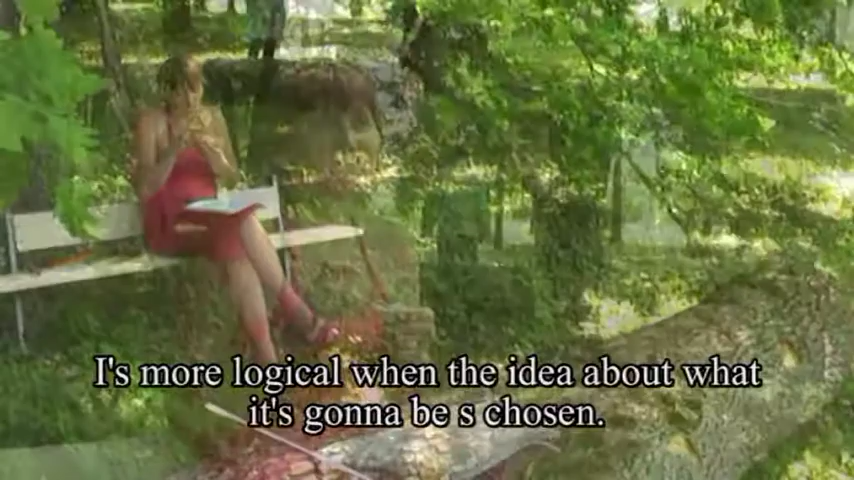 I's more logical when the idea about what
it's gonna be s chosen.